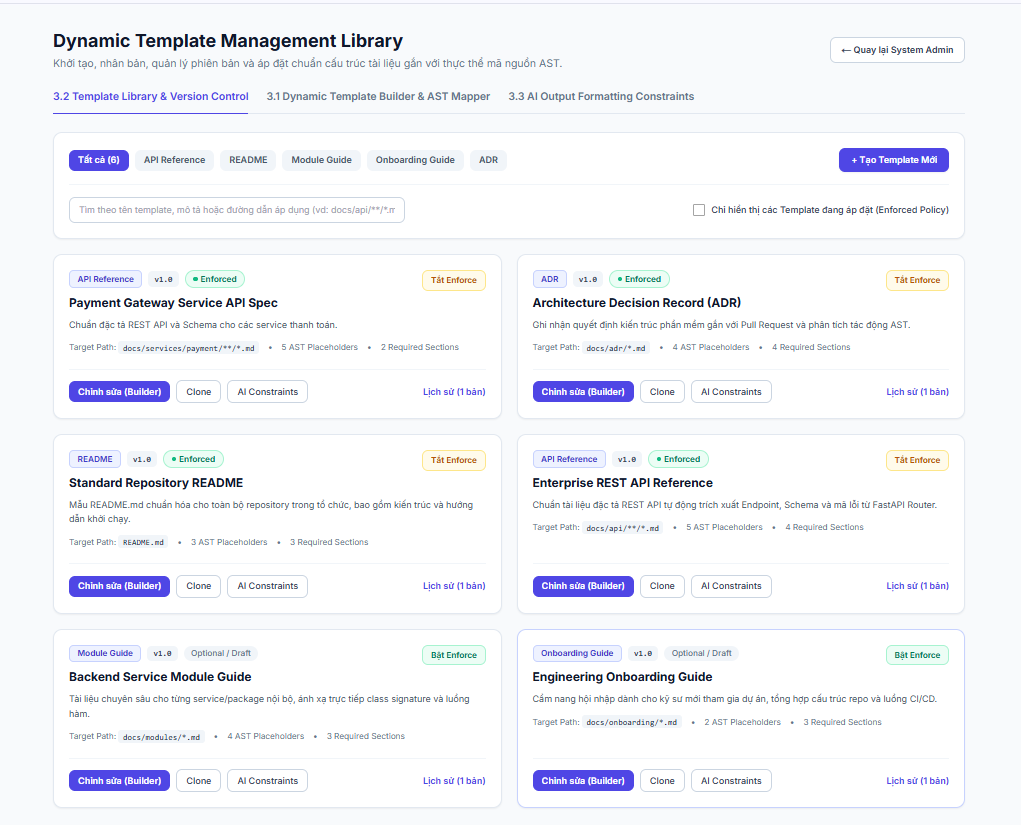 Dynamic Template Management Library
Khởi tạo, nhân bản, quản lý phiên bản và áp đặt chuẩn cấu trúc tài liệu gắn với thực thể mã nguồn AST.
← Quay lại System Admin
3.2 Template Library & Version Control
3.1 Dynamic Template Builder & AST Mapper
3.3 AI Output Formatting Constraints
Tất cả (6)
API Reference
README
Module Guide
Onboarding Guide
ADR
+ Tạo Template Mới
Tìm theo tên template, mô tả hoặc đường dẫn áp dụng (vd: docs/api/**/*.m
Chỉ hiển thị các Template đang áp đặt (Enforced Policy)
API Reference
v1.0
Enforced
Tắt Enforce
Payment Gateway Service API Spec
Chuẩn đặc tả REST API và Schema cho các service thanh toán.
Target Path: docs/services/payment/**/*.md • 5 AST Placeholders • 2 Required Sections
Chỉnh sửa (Builder)
Clone
AI Constraints
Lịch sử (1 bản)
ADR
v1.0
Enforced
Tắt Enforce
Architecture Decision Record (ADR)
Ghi nhận quyết định kiến trúc phần mềm gắn với Pull Request và phân tích tác động AST.
Target Path: docs/adr/*.md • 4 AST Placeholders • 4 Required Sections
Chỉnh sửa (Builder)
Clone
AI Constraints
Lịch sử (1 bản)
README
v1.0
Enforced
Tắt Enforce
Standard Repository README
Mẫu README.md chuẩn hóa cho toàn bộ repository trong tổ chức, bao gồm kiến trúc và hướng
dẫn khởi chạy.
Target Path: README.md • 3 AST Placeholders • 3 Required Sections
Chỉnh sửa (Builder)
Clone
AI Constraints
Lịch sử (1 bản)
API Reference
v1.0
Enforced
Tắt Enforce
Enterprise REST API Reference
Chuẩn tài liệu đặc tả REST API tự động trích xuất Endpoint, Schema và mã lỗi từ FastAPI Router.
Target Path: docs/api/**/*.md • 5 AST Placeholders • 4 Required Sections
Chỉnh sửa (Builder)
Clone
AI Constraints
Lịch sử (1 bản)
Module Guide
v1.0
Optional / Draft
Bật Enforce
Backend Service Module Guide
Tài liệu chuyên sâu cho từng service/package nội bộ, ánh xạ trực tiếp class signature và luồng
hàm.
Target Path: docs/modules/*.md • 4 AST Placeholders • 3 Required Sections
Chỉnh sửa (Builder)
Clone
AI Constraints
Lịch sử (1 bản)
Onboarding Guide
v1.0
Optional / Draft
Bật Enforce
Engineering Onboarding Guide
Cẩm nang hội nhập dành cho kỹ sư mới tham gia dự án, tổng hợp cấu trúc repo và luồng CI/CD.
Target Path: docs/onboarding/*.md • 2 AST Placeholders • 3 Required Sections
Chỉnh sửa (Builder)
Clone
AI Constraints
Lịch sử (1 bản)